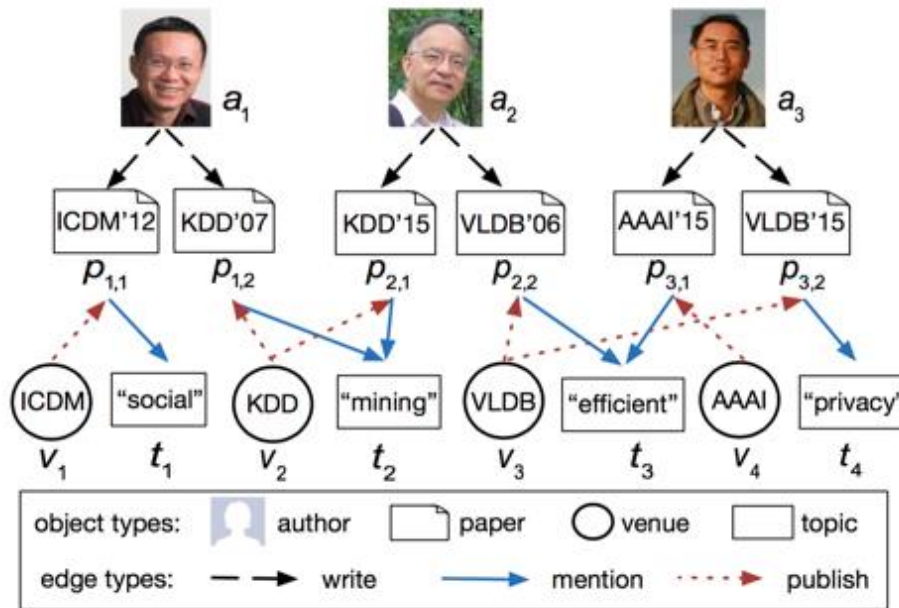 a1 a2 a3
ICDM'12 KDD'07 KDD'15 VLDB'06 AAAI'15 VLDB'15
p1,1 p1,2 p2,1 p2,2 p3,1 p3,2
ICDM "social" KDD "mining" VLDB "efficient" AAAI "privacy"
v1 t1 v2 t2 v3 t3 v4 t4
object types: author paper venue topic
edge types: write mention publish